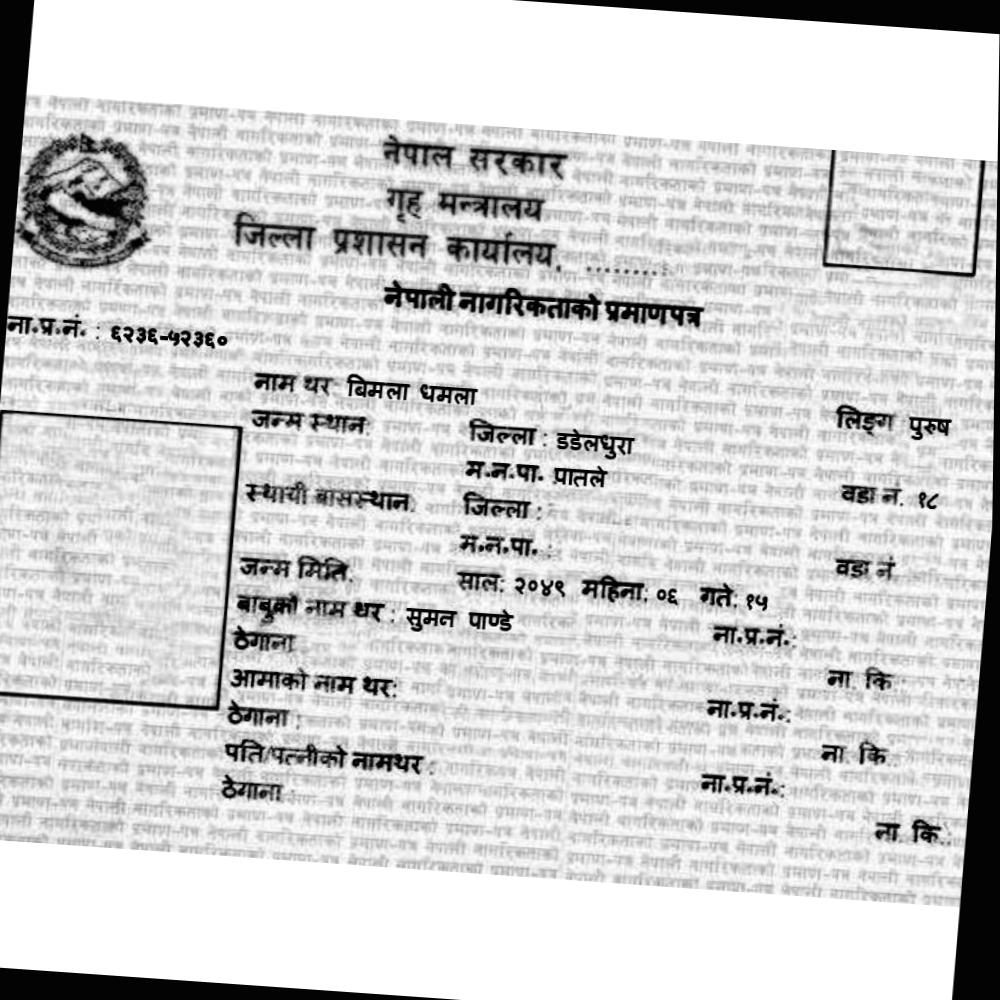 नेपाल सरकार
गृह मन्त्रालय
जिल्ला प्रशासन कार्यालय, .........
नेपाली नागरिकताको प्रमाणपत्र
ना.प्र.नं. : ६२३६-५२३६०
नाम थर: बिमला धमला लिङ्ग पुरुष
जन्म स्थान: जिल्ला : डडेलधुरा
म.न.पा. पातले वडा नं. १८
स्थायी बासस्थान: जिल्ला :
म.न.पा. : वडा नं
जन्म मिति: साल: २०४९ महिना: ०६ गते: १५
बाबुको नाम थर : सुमन पाण्डे ना.प्र.नं.:
ठेगाना ना. कि
आमाको नाम थर: ना.प्र.नं.:
ठेगाना : ना. कि
पति/पत्नीको नामथर : ना.प्र.नं.:
ठेगाना : ना. कि.: